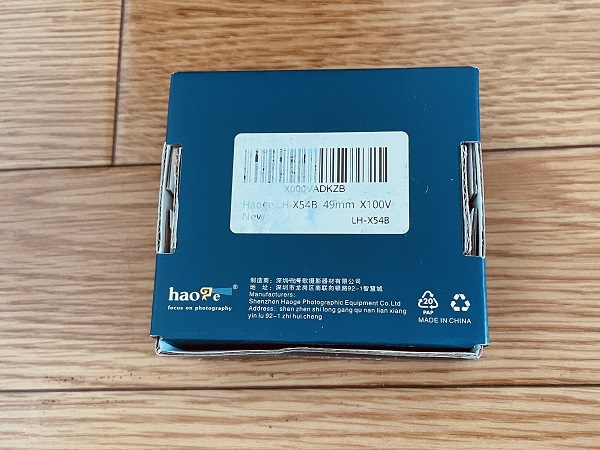 X000VADKZB
Haoge LH-X54B 49mm X100V
New
LH-X54B
haoge®
focus on photography
制造商：深圳市号歌摄影器材有限公司
地 址：深圳市龙岗区南联向银路92-1智慧城
Manufacturers:
Shenzhen Haoge Photographic Equipment Co.Ltd
Address: shen zhen shi long gang qu nan lian xiang
yin lu 92-1 zhi hui cheng
20
PAP
MADE IN CHINA